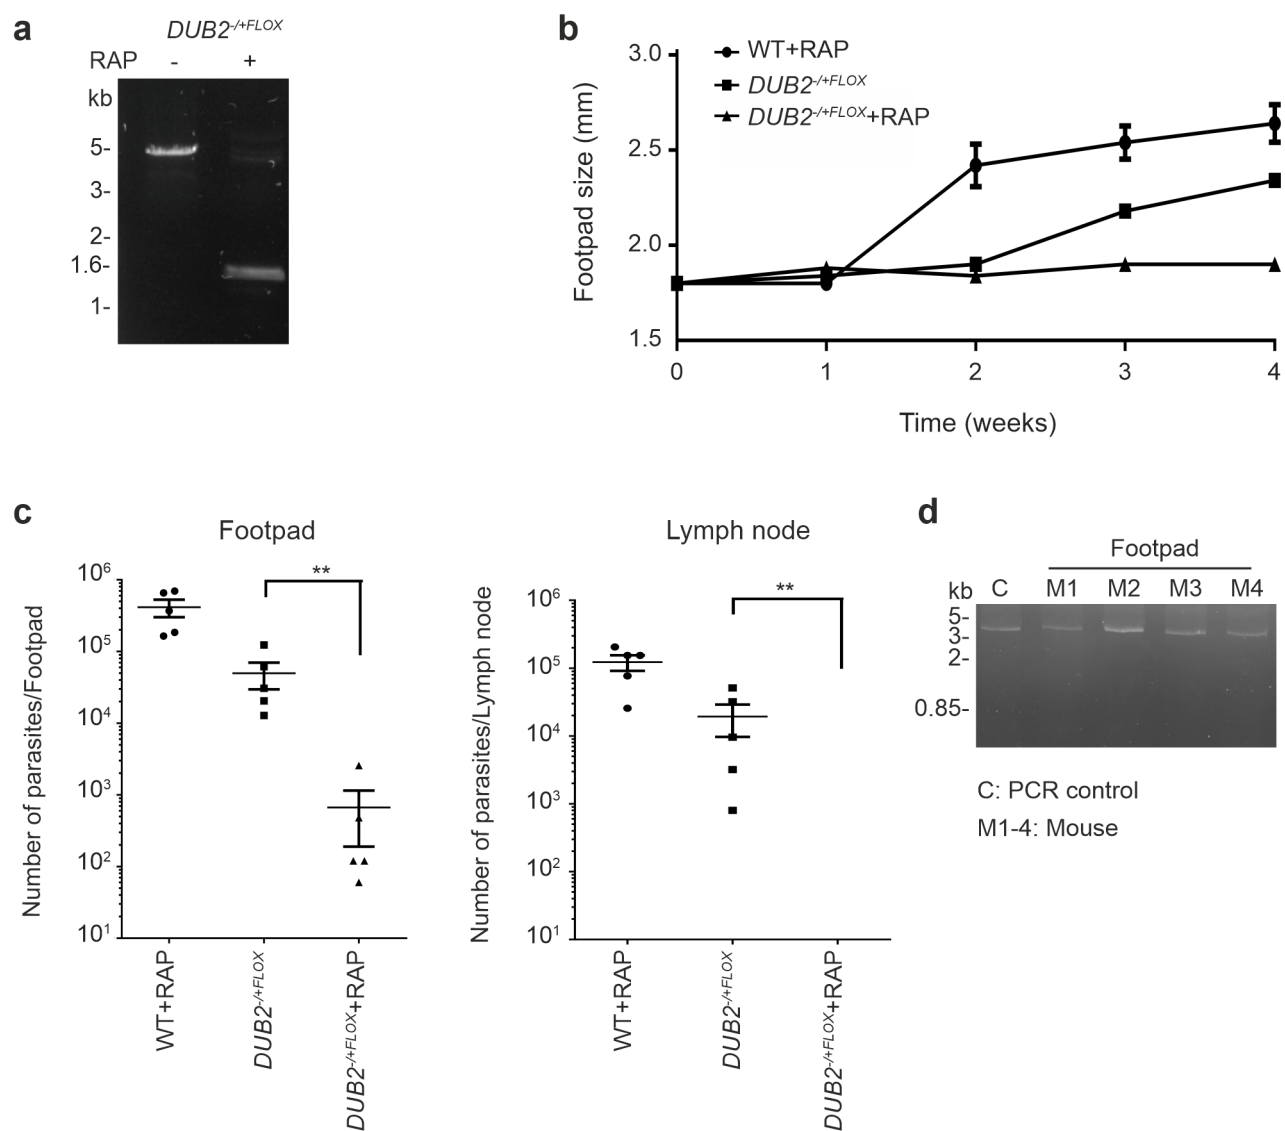 a
DUB2-/+FLOX
RAP - +
kb
5-
3-
2-
1.6-
1-
b
WT+RAP
DUB2-/+FLOX
DUB2-/+FLOX+RAP
Footpad size (mm)
3.0
2.5
2.0
1.5
0 1 2 3 4
Time (weeks)
c
Footpad
**
Number of parasites/Footpad
10^6
10^5
10^4
10^3
10^2
10^1
WT+RAP
DUB2-/+FLOX
DUB2-/+FLOX+RAP
Lymph node
**
Number of parasites/Lymph node
10^6
10^5
10^4
10^3
10^2
10^1
WT+RAP
DUB2-/+FLOX
DUB2-/+FLOX+RAP
d
Footpad
kb C M1 M2 M3 M4
5-
3-
2-
0.85-
C: PCR control
M1-4: Mouse